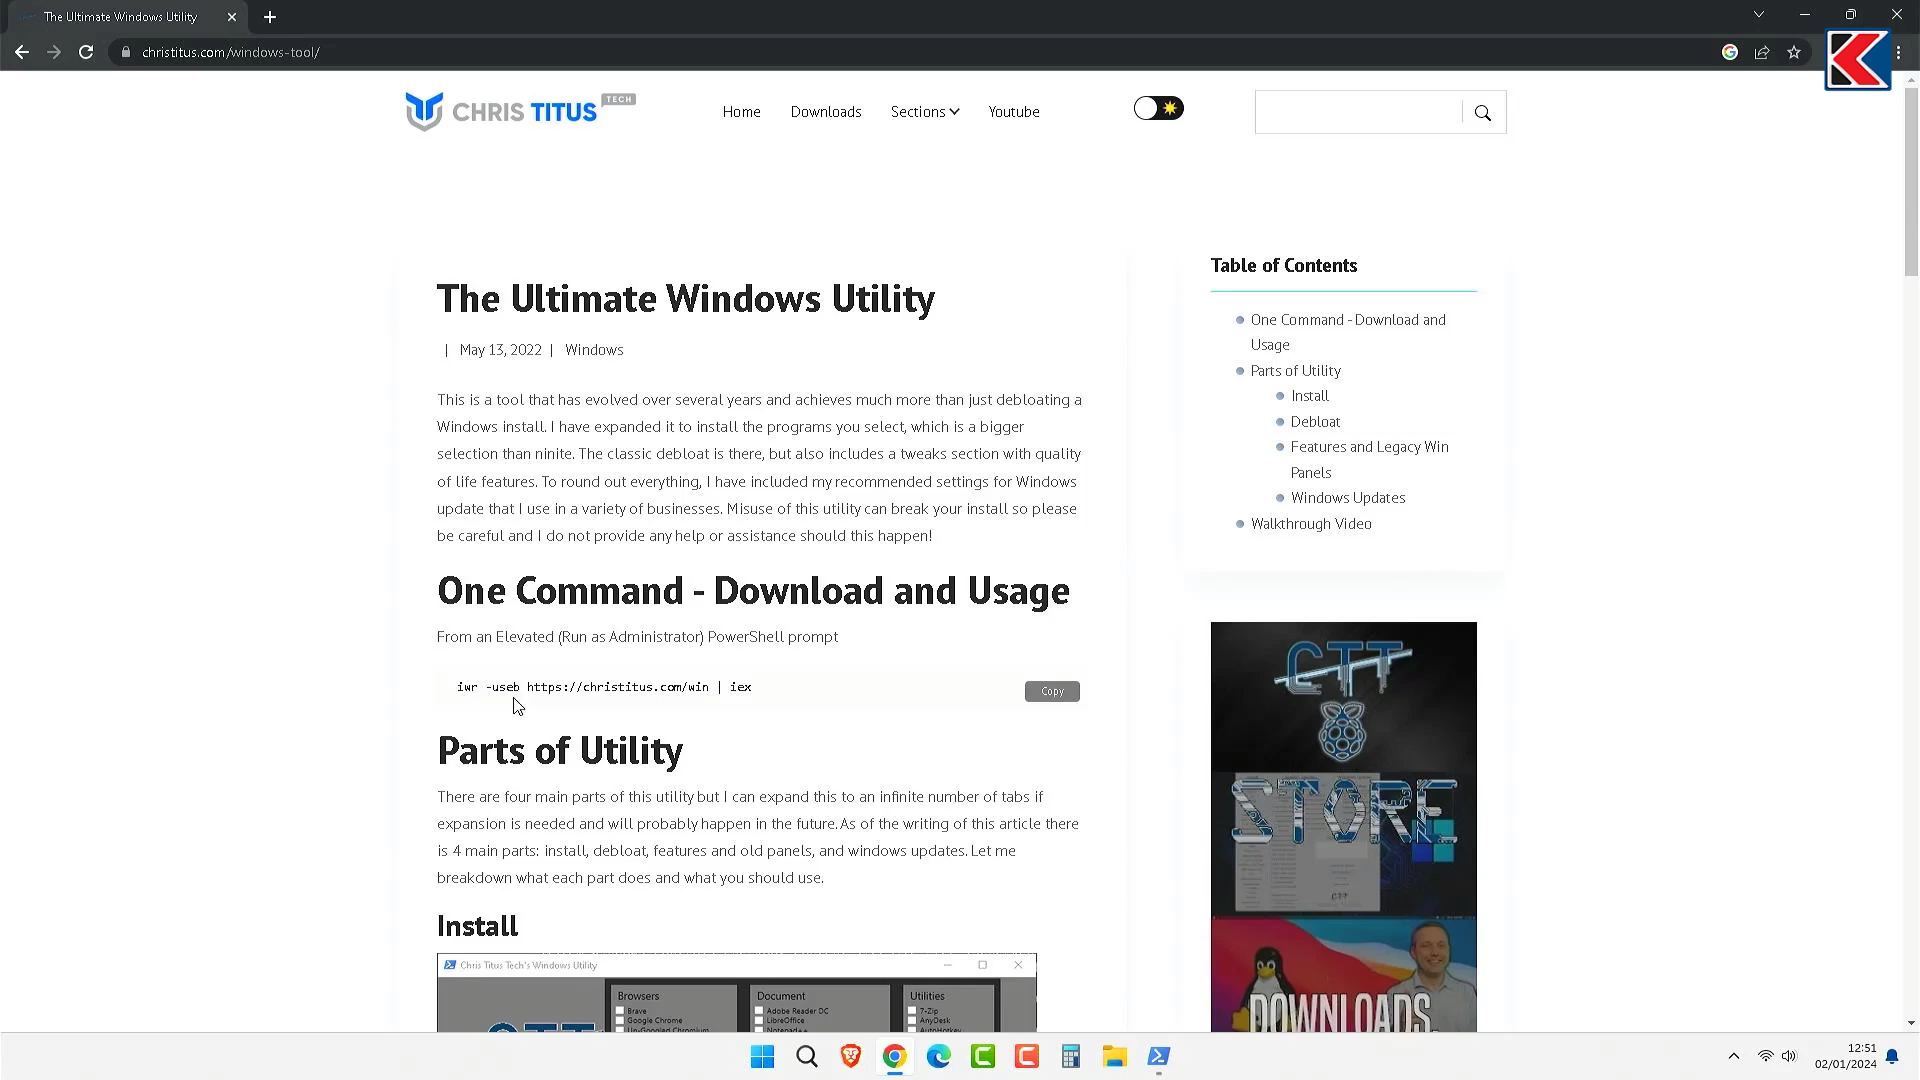 The Ultimate Windows Utility
christitus.com/windows-tool/
CHRIS TITUS TECH
Home
Downloads
Sections
Youtube
The Ultimate Windows Utility
| May 13, 2022 | Windows
This is a tool that has evolved over several years and achieves much more than just debloating a
Windows install. I have expanded it to install the programs you select, which is a bigger
selection than ninite. The classic debloat is there, but also includes a tweaks section with quality
of life features. To round out everything, I have included my recommended settings for Windows
update that I use in a variety of businesses. Misuse of this utility can break your install so please
be careful and I do not provide any help or assistance should this happen!
One Command - Download and Usage
From an Elevated (Run as Administrator) PowerShell prompt
iwr -useb https://christitus.com/win | iex
Copy
Parts of Utility
There are four main parts of this utility but I can expand this to an infinite number of tabs if
expansion is needed and will probably happen in the future. As of the writing of this article there
is 4 main parts: install, debloat, features and old panels, and windows updates. Let me
breakdown what each part does and what you should use.
Install
Chris Titus Tech's Windows Utility
Browsers
Brave
Google Chrome
Un-Googled Chromium
Document
Adobe Reader DC
LibreOffice
Notepad++
Utilities
7-Zip
AnyDesk
AutoHotkey
CTT
Table of Contents
One Command - Download and
Usage
Parts of Utility
Install
Debloat
Features and Legacy Win
Panels
Windows Updates
Walkthrough Video
CTT
STORE
CTT
DOWNLOADS
12:51
02/01/2024